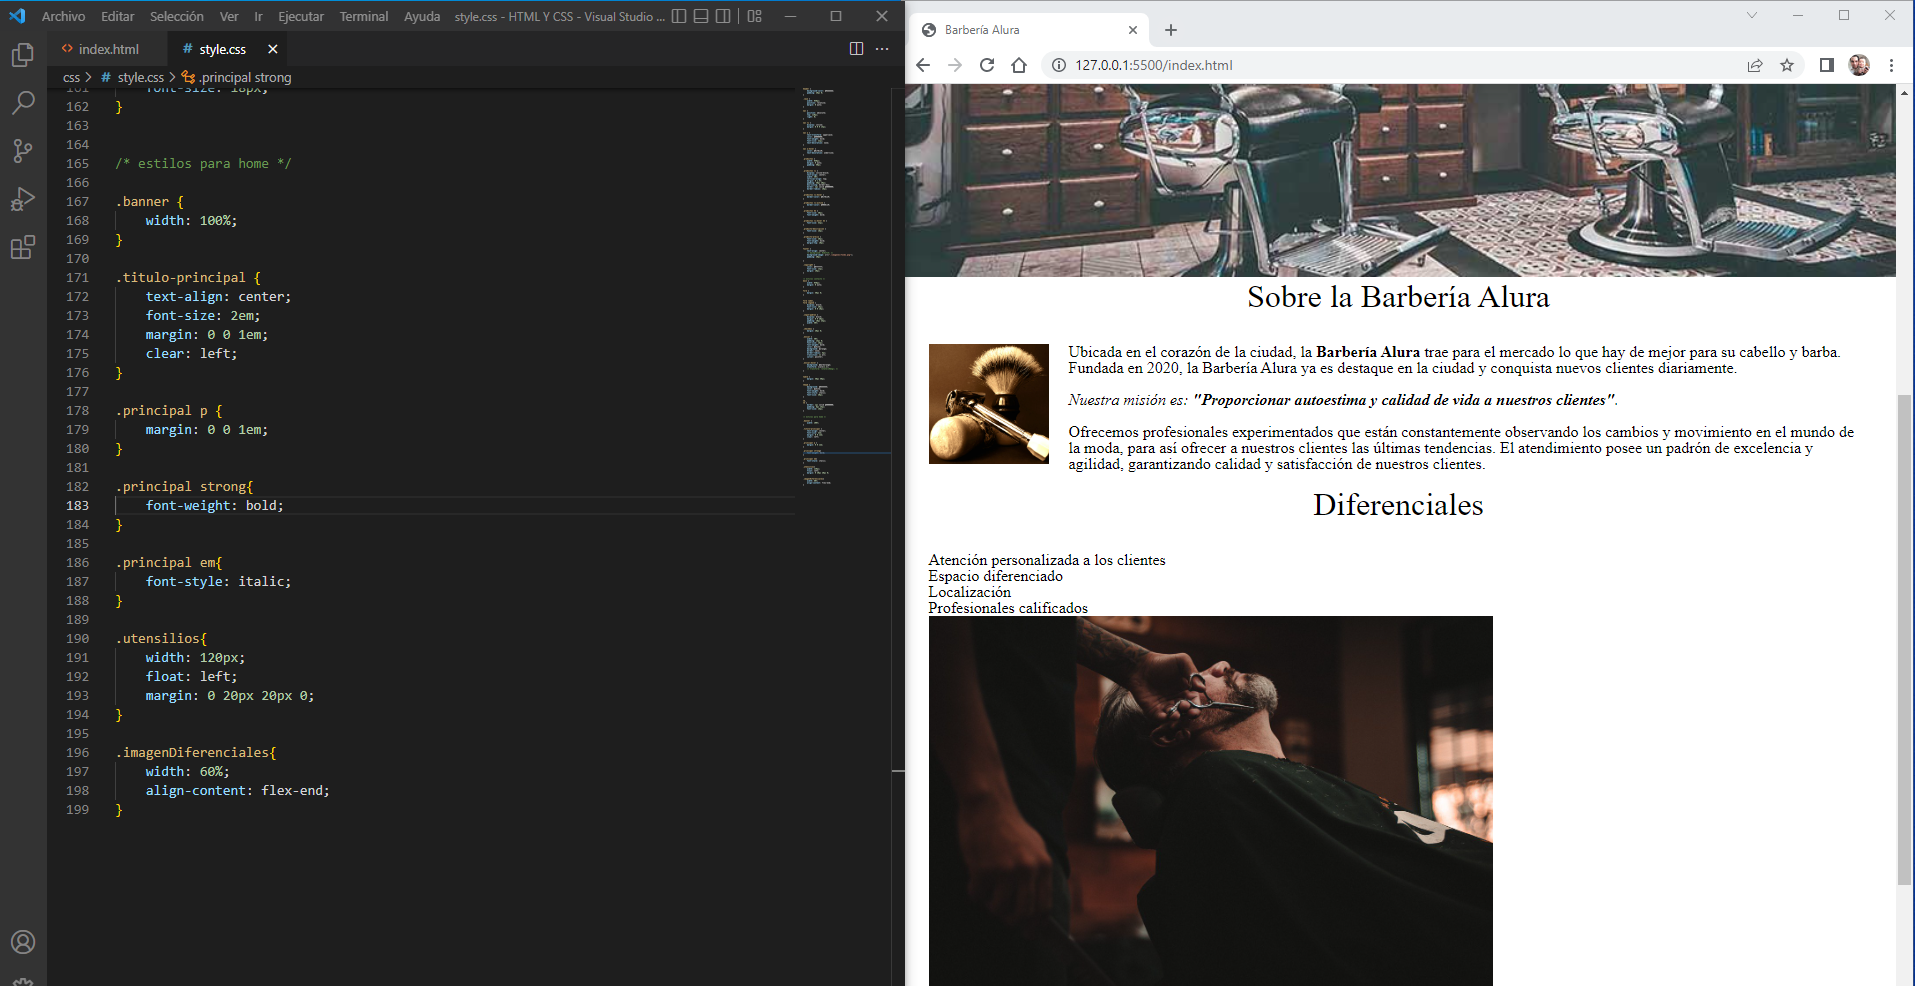 Archivo Editar Selección Ver Ir Ejecutar Terminal Ayuda style.css - HTML Y CSS - Visual Studio ...
index.html
# style.css
css > # style.css > .principal strong
161 font-size: 18px;
162 }
163
164
165 /* estilos para home */
166
167 .banner {
168 width: 100%;
169 }
170
171 .titulo-principal {
172 text-align: center;
173 font-size: 2em;
174 margin: 0 0 1em;
175 clear: left;
176 }
177
178 .principal p {
179 margin: 0 0 1em;
180 }
181
182 .principal strong{
183 font-weight: bold;
184 }
185
186 .principal em{
187 font-style: italic;
188 }
189
190 .utensilios{
191 width: 120px;
192 float: left;
193 margin: 0 20px 20px 0;
194 }
195
196 .imagenDiferenciales{
197 width: 60%;
198 align-content: flex-end;
199 }
Barbería Alura
127.0.0.1:5500/index.html
Sobre la Barbería Alura
Ubicada en el corazón de la ciudad, la Barbería Alura trae para el mercado lo que hay de mejor para su cabello y barba.
Fundada en 2020, la Barbería Alura ya es destaque en la ciudad y conquista nuevos clientes diariamente.
Nuestra misión es: "Proporcionar autoestima y calidad de vida a nuestros clientes".
Ofrecemos profesionales experimentados que están constantemente observando los cambios y movimiento en el mundo de
la moda, para así ofrecer a nuestros clientes las últimas tendencias. El atendimiento posee un padrón de excelencia y
agilidad, garantizando calidad y satisfacción de nuestros clientes.
Diferenciales
Atención personalizada a los clientes
Espacio diferenciado
Localización
Profesionales calificados